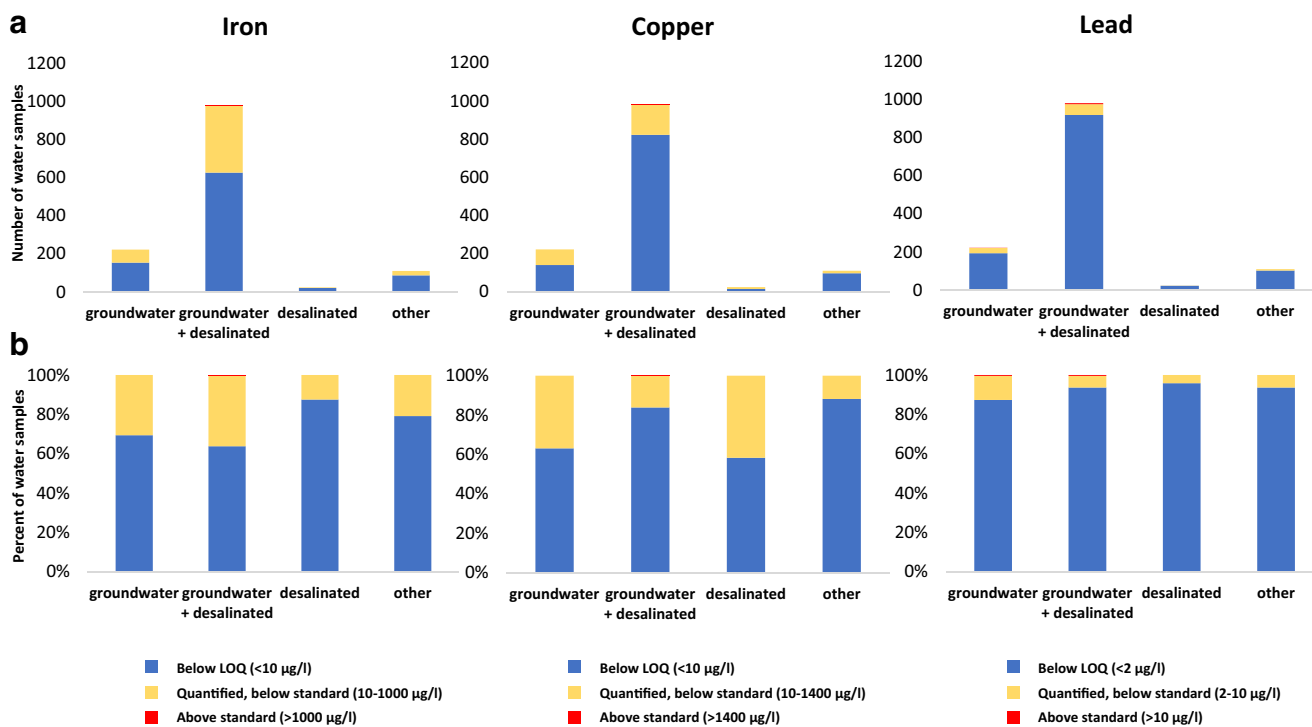 a
Iron
Copper
Lead
Number of water samples
1200
1000
800
600
400
200
0
groundwater
groundwater
+ desalinated
desalinated
other
1200
1000
800
600
400
200
0
groundwater
groundwater
+ desalinated
desalinated
other
1200
1000
800
600
400
200
0
groundwater
groundwater
+ desalinated
desalinated
other
b
Percent of water samples
100%
80%
60%
40%
20%
0%
groundwater
groundwater
+ desalinated
desalinated
other
100%
80%
60%
40%
20%
0%
groundwater
groundwater
+ desalinated
desalinated
other
100%
80%
60%
40%
20%
0%
groundwater
groundwater
+ desalinated
desalinated
other
Below LOQ (<10 µg/l)
Quantified, below standard (10-1000 µg/l)
Above standard (>1000 µg/l)
Below LOQ (<10 µg/l)
Quantified, below standard (10-1400 µg/l)
Above standard (>1400 µg/l)
Below LOQ (<2 µg/l)
Quantified, below standard (2-10 µg/l)
Above standard (>10 µg/l)